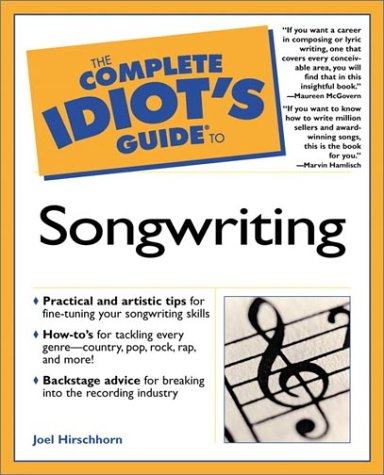 THE
COMPLETE
IDIOT'S
GUIDE® TO
"If you want a career
in composing or lyric
writing, one that
covers every conceiv-
able area, you will
find that in this
insightful book."
—Maureen McGovern
"If you want to know
how to write million
sellers and award-
winning songs,
this is the book
for you."
—Marvin Hamlisch
Songwriting
♦ Practical and artistic tips for
fine-tuning your songwriting skills
♦ How-to's for tackling every
genre—country, pop, rock, rap,
and more!
♦ Backstage advice for breaking
into the recording industry
Joel Hirschhorn